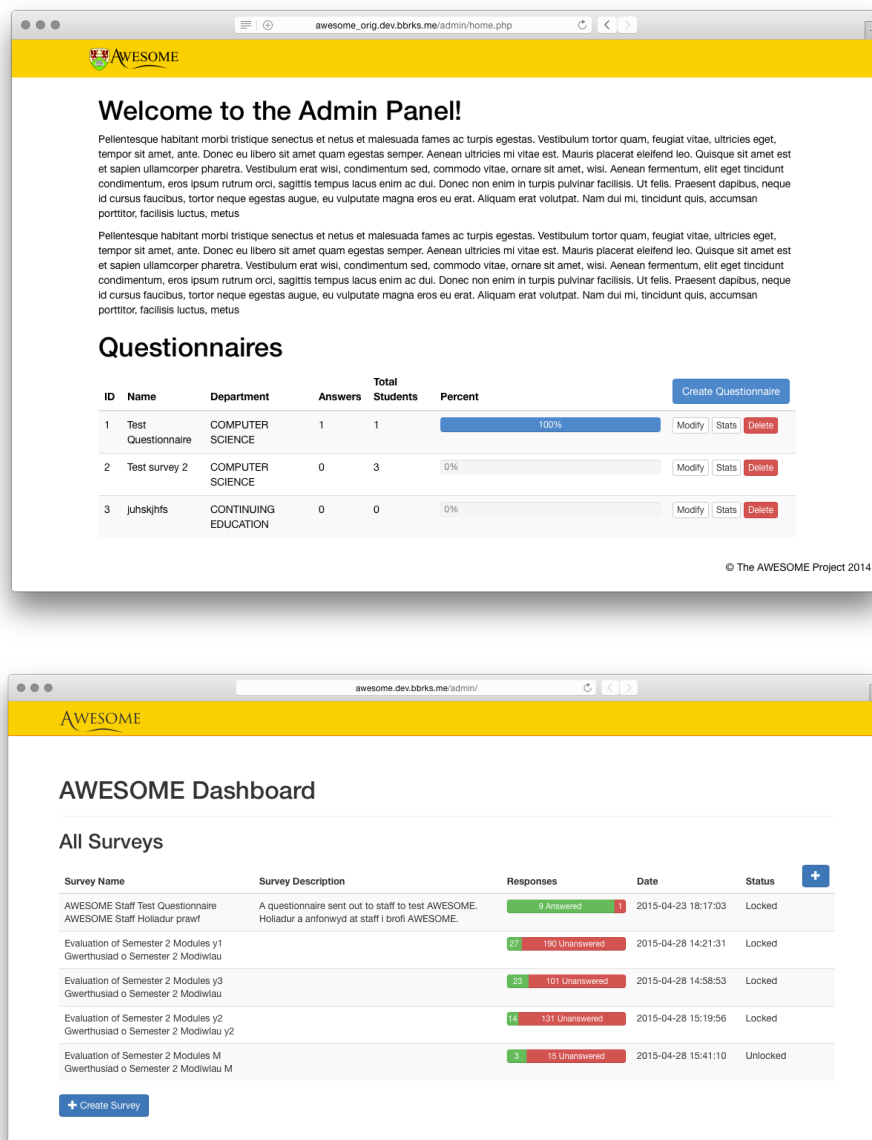 awesome_orig.dev.bbrks.me/admin/home.php
AWESOME
Welcome to the Admin Panel!
Pellentesque habitant morbi tristique senectus et netus et malesuada fames ac turpis egestas. Vestibulum tortor quam, feugiat vitae, ultricies eget,
tempor sit amet, ante. Donec eu libero sit amet quam egestas semper. Aenean ultricies mi vitae est. Mauris placerat eleifend leo. Quisque sit amet est
et sapien ullamcorper pharetra. Vestibulum erat wisi, condimentum sed, commodo vitae, ornare sit amet, wisi. Aenean fermentum, elit eget tincidunt
condimentum, eros ipsum rutrum orci, sagittis tempus lacus enim ac dui. Donec non enim in turpis pulvinar facilisis. Ut felis. Praesent dapibus, neque
id cursus faucibus, tortor neque egestas augue, eu vulputate magna eros eu erat. Aliquam erat volutpat. Nam dui mi, tincidunt quis, accumsan
porttitor, facilisis luctus, metus
Pellentesque habitant morbi tristique senectus et netus et malesuada fames ac turpis egestas. Vestibulum tortor quam, feugiat vitae, ultricies eget,
tempor sit amet, ante. Donec eu libero sit amet quam egestas semper. Aenean ultricies mi vitae est. Mauris placerat eleifend leo. Quisque sit amet est
et sapien ullamcorper pharetra. Vestibulum erat wisi, condimentum sed, commodo vitae, ornare sit amet, wisi. Aenean fermentum, elit eget tincidunt
condimentum, eros ipsum rutrum orci, sagittis tempus lacus enim ac dui. Donec non enim in turpis pulvinar facilisis. Ut felis. Praesent dapibus, neque
id cursus faucibus, tortor neque egestas augue, eu vulputate magna eros eu erat. Aliquam erat volutpat. Nam dui mi, tincidunt quis, accumsan
porttitor, facilisis luctus, metus
Questionnaires
ID Name Department Answers Total Students Percent Create Questionnaire
1 Test Questionnaire COMPUTER SCIENCE 1 1 100% Modify Stats Delete
2 Test survey 2 COMPUTER SCIENCE 0 3 0% Modify Stats Delete
3 juhskjhfs CONTINUING EDUCATION 0 0 0% Modify Stats Delete
© The AWESOME Project 2014
awesome.dev.bbrks.me/admin/
AWESOME
AWESOME Dashboard
All Surveys
Survey Name Survey Description Responses Date Status +
AWESOME Staff Test Questionnaire A questionnaire sent out to staff to test AWESOME. 9 Answered 1 2015-04-23 18:17:03 Locked
AWESOME Staff Holiadur prawf Holiadur a anfonwyd at staff i brofi AWESOME.
Evaluation of Semester 2 Modules y1 27 190 Unanswered 2015-04-28 14:21:31 Locked
Gwerthusiad o Semester 2 Modiwlau
Evaluation of Semester 2 Modules y3 23 101 Unanswered 2015-04-28 14:58:53 Locked
Gwerthusiad o Semester 2 Modiwlau
Evaluation of Semester 2 Modules y2 14 131 Unanswered 2015-04-28 15:19:56 Locked
Gwerthusiad o Semester 2 Modiwlau y2
Evaluation of Semester 2 Modules M 3 15 Unanswered 2015-04-28 15:41:10 Unlocked
Gwerthusiad o Semester 2 Modiwlau M
+ Create Survey